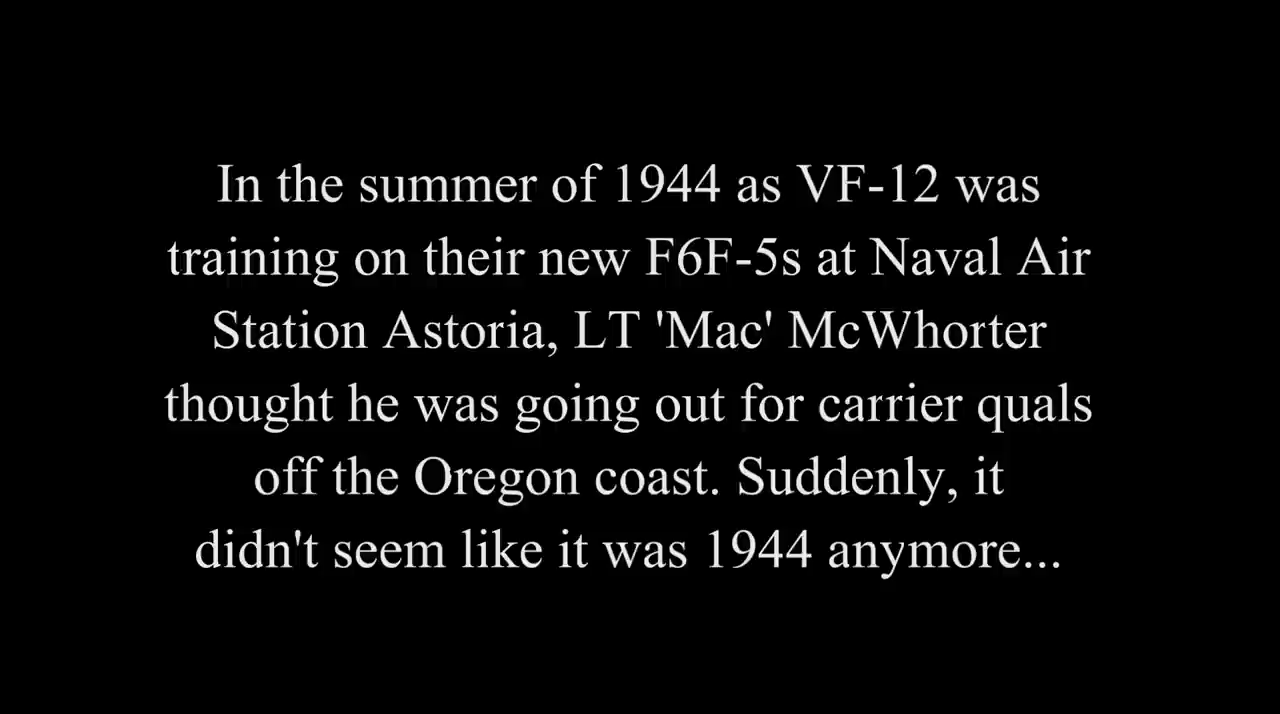 In the summer of 1944 as VF-12 was
training on their new F6F-5s at Naval Air
Station Astoria, LT 'Mac' McWhorter
thought he was going out for carrier quals
off the Oregon coast. Suddenly, it
didn't seem like it was 1944 anymore...